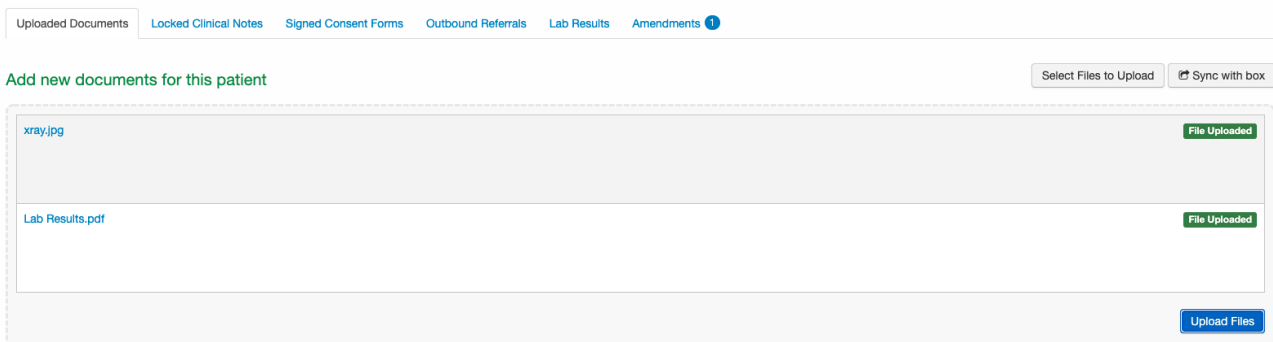 Uploaded Documents Locked Clinical Notes Signed Consent Forms Outbound Referrals Lab Results Amendments 1
Add new documents for this patient Select Files to Upload Sync with box
xray.jpg File Uploaded
Lab Results.pdf File Uploaded
Upload Files